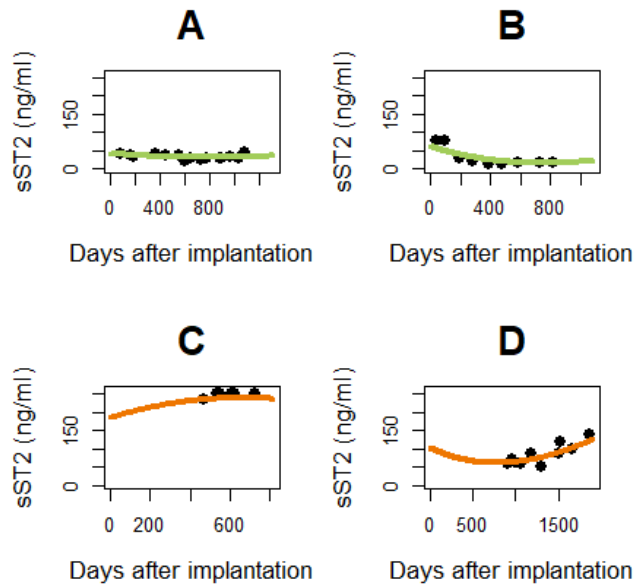 A
sST2 (ng/ml)
0 150
0 400 800
Days after implantation
B
sST2 (ng/ml)
0 150
0 400 800
Days after implantation
C
sST2 (ng/ml)
0 150
0 200 600
Days after implantation
D
sST2 (ng/ml)
0 150
0 500 1500
Days after implantation